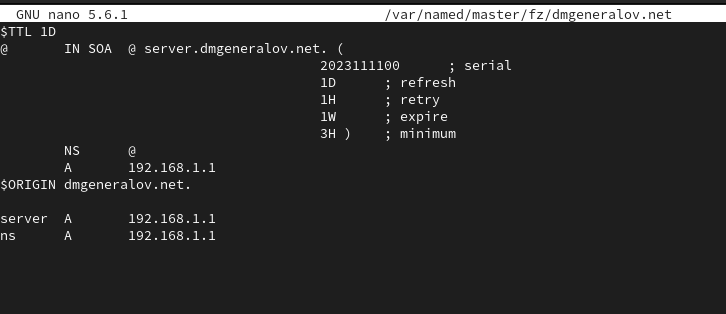 GNU nano 5.6.1 /var/named/master/fz/dmgeneralov.net
$TTL 1D
@ IN SOA @ server.dmgeneralov.net. (
2023111100 ; serial
1D ; refresh
1H ; retry
1W ; expire
3H ) ; minimum
NS @
A 192.168.1.1
$ORIGIN dmgeneralov.net.
server A 192.168.1.1
ns A 192.168.1.1